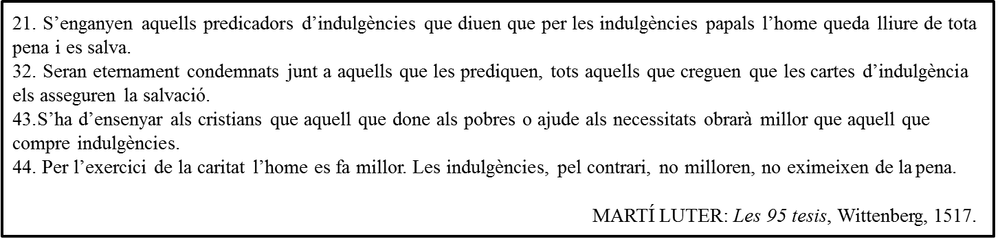 21. S’enganyen aquells predicadors d’indulgències que diuen que per les indulgències papals l’home queda lliure de tota
pena i es salva.
32. Seran eternament condemnats junt a aquells que les prediquen, tots aquells que creguen que les cartes d’indulgència
els asseguren la salvació.
43.S’ha d’ensenyar als cristians que aquell que done als pobres o ajude als necessitats obrarà millor que aquell que
compre indulgències.
44. Per l’exercici de la caritat l’home es fa millor. Les indulgències, pel contrari, no milloren, no eximeixen de la pena.
MARTÍ LUTER: Les 95 tesis, Wittenberg, 1517.